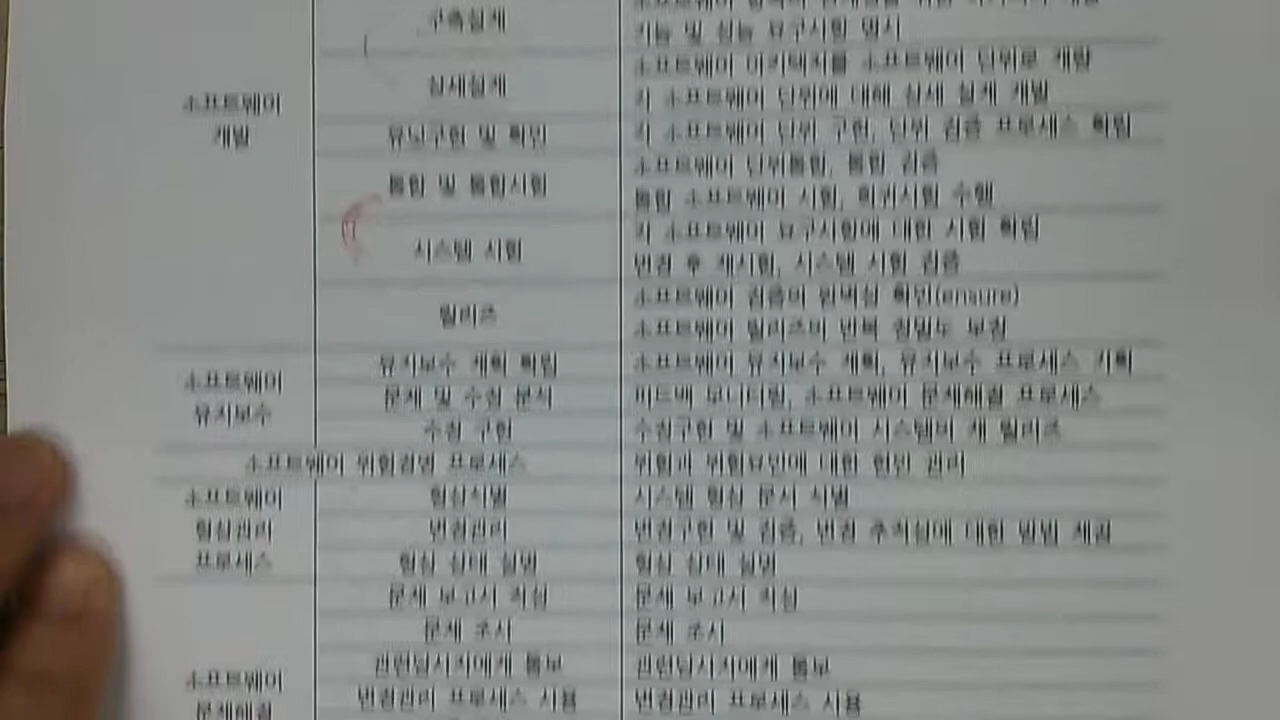 구축설계
기능 및 성능 요구사항 명시
상세설계
소프트웨어 아키텍처를 소프트웨어 단위로 개발
각 소프트웨어 단위에 대해 상세 설계 개발
소프트웨어
개발
유닛구현 및 확인
각 소프트웨어 단위 구현, 단위 검증 프로세스 확립
통합 및 통합시험
소프트웨어 단위통합, 통합 검증
통합 소프트웨어 시험, 회귀시험 수행
시스템 시험
각 소프트웨어 요구사항에 대한 시험 확립
변경 후 재시험, 시스템 시험 검증
릴리즈
소프트웨어 검증의 완벽성 확인(ensure)
소프트웨어 릴리즈의 반복 정밀도 보장
소프트웨어
유지보수
유지보수 계획 확립
소프트웨어 유지보수 계획, 유지보수 프로세스 기획
문제 및 수정 분석
피드백 모니터링, 소프트웨어 문제해결 프로세스
수정 구현
수정구현 및 소프트웨어 시스템의 재 릴리즈
소프트웨어 위험경영 프로세스
위험과 위험요인에 대한 관리
소프트웨어
형상관리
프로세스
형상식별
시스템 형상 문서 식별
변경관리
변경구현 및 검증, 변경 추적성에 대한 방법 제공
형상 상태 설명
형상 상태 설명
문제 보고서 작성
문제 보고서 작성
문제 조사
문제 조사
소프트웨어
문제해결
관련당사자에게 통보
관련당사자에게 통보
변경관리 프로세스 사용
변경관리 프로세스 사용